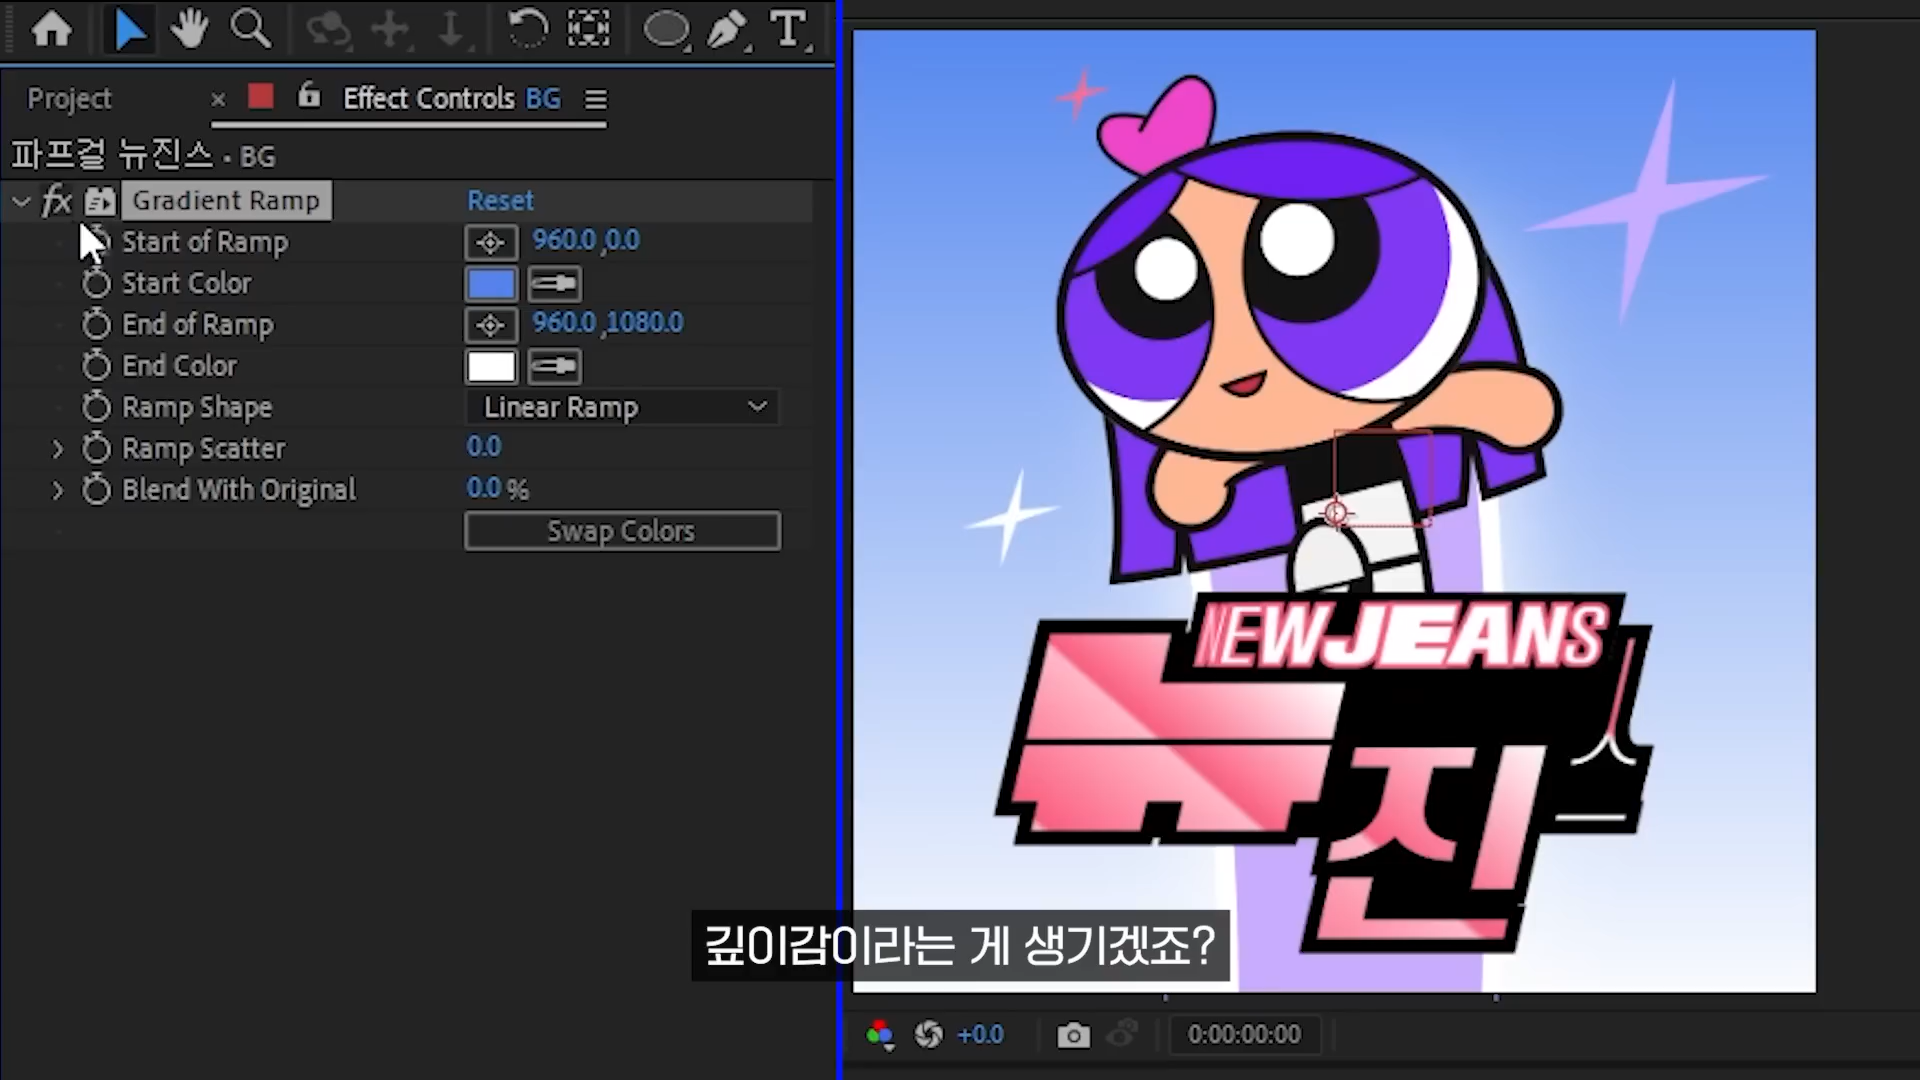 T
Project
× Effect Controls BG
파프걸 뉴진스 · BG
fx Gradient Ramp Reset
Start of Ramp 960.0 ,0.0
Start Color
End of Ramp 960.0 ,1080.0
End Color
Ramp Shape Linear Ramp
Ramp Scatter 0.0
Blend With Original 0.0 %
Swap Colors
NEWJEANS
뉴진스
깊이감이라는 게 생기겠죠?
+0.0 0:00:00:00